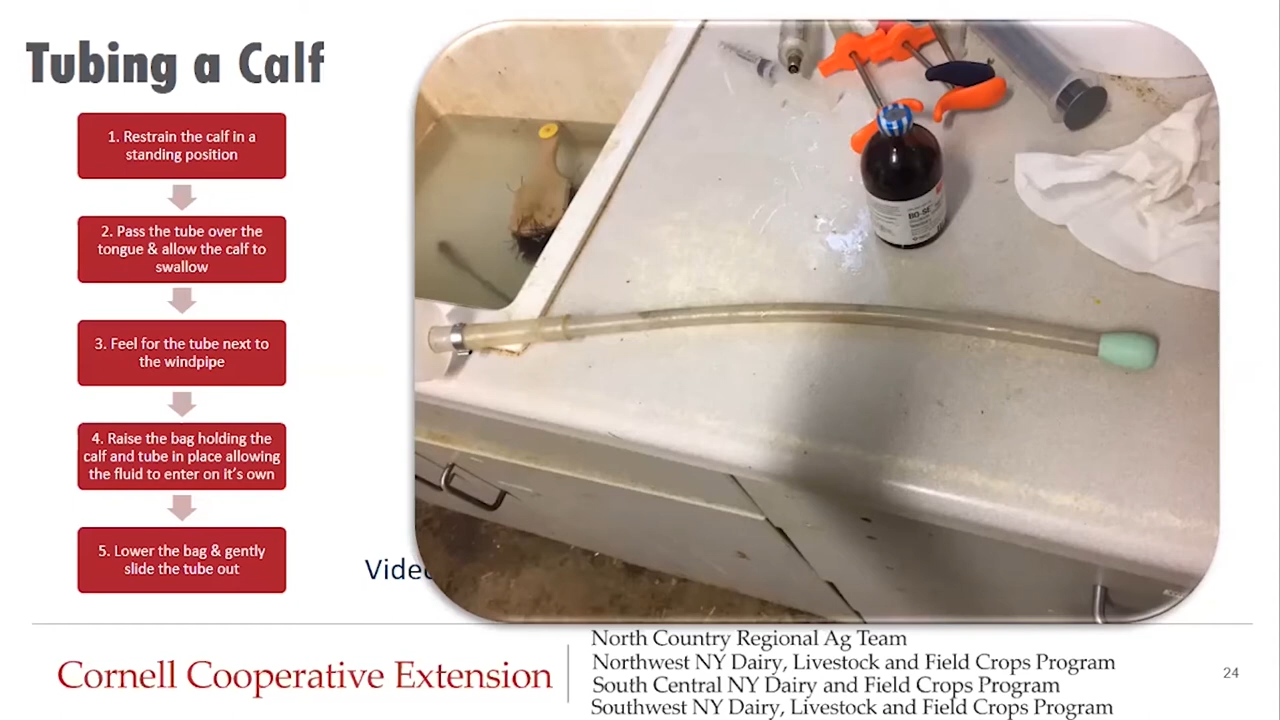 Tubing a Calf
1. Restrain the calf in a
standing position
2. Pass the tube over the
tongue & allow the calf to
swallow
3. Feel for the tube next to
the windpipe
4. Raise the bag holding the
calf and tube in place allowing
the fluid to enter on it's own
5. Lower the bag & gently
slide the tube out
Video
BO-SE
Cornell Cooperative Extension
North Country Regional Ag Team
Northwest NY Dairy, Livestock and Field Crops Program
South Central NY Dairy and Field Crops Program
Southwest NY Dairy, Livestock and Field Crops Program
24